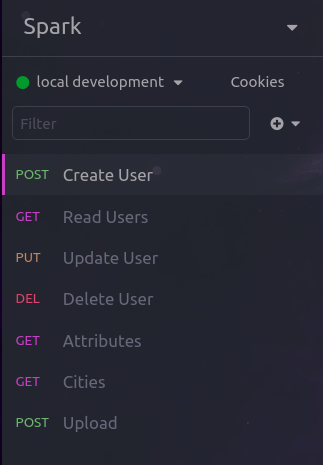 Spark
local development Cookies
Filter
POST Create User
GET Read Users
PUT Update User
DEL Delete User
GET Attributes
GET Cities
POST Upload